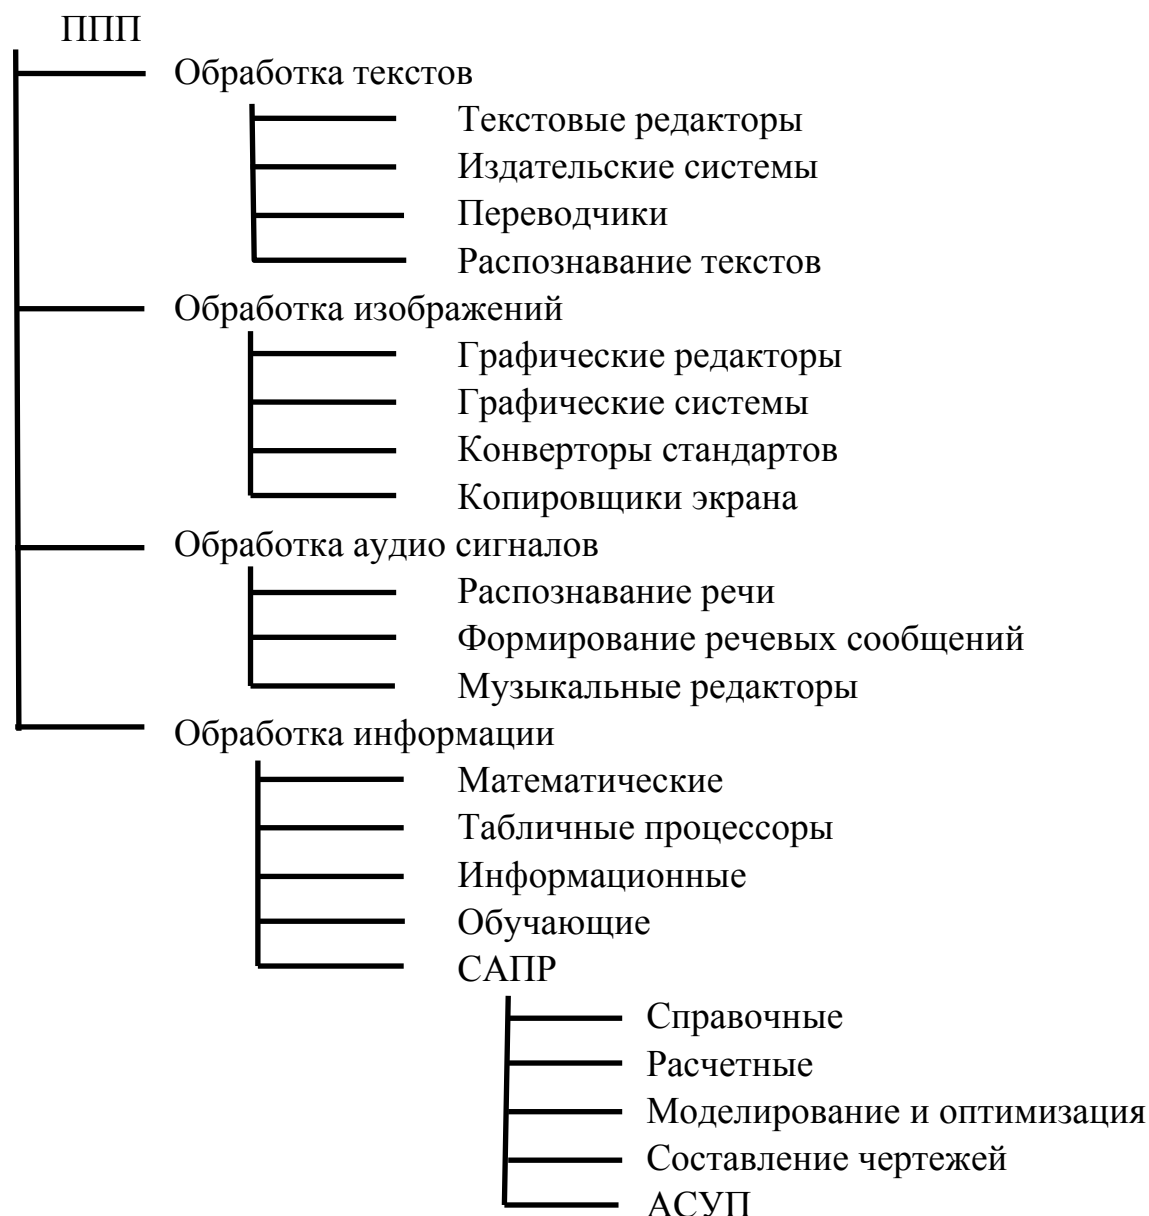 ППП
Обработка текстов
Текстовые редакторы
Издательские системы
Переводчики
Распознавание текстов
Обработка изображений
Графические редакторы
Графические системы
Конверторы стандартов
Копировщики экрана
Обработка аудио сигналов
Распознавание речи
Формирование речевых сообщений
Музыкальные редакторы
Обработка информации
Математические
Табличные процессоры
Информационные
Обучающие
САПР
Справочные
Расчетные
Моделирование и оптимизация
Составление чертежей
АСУП